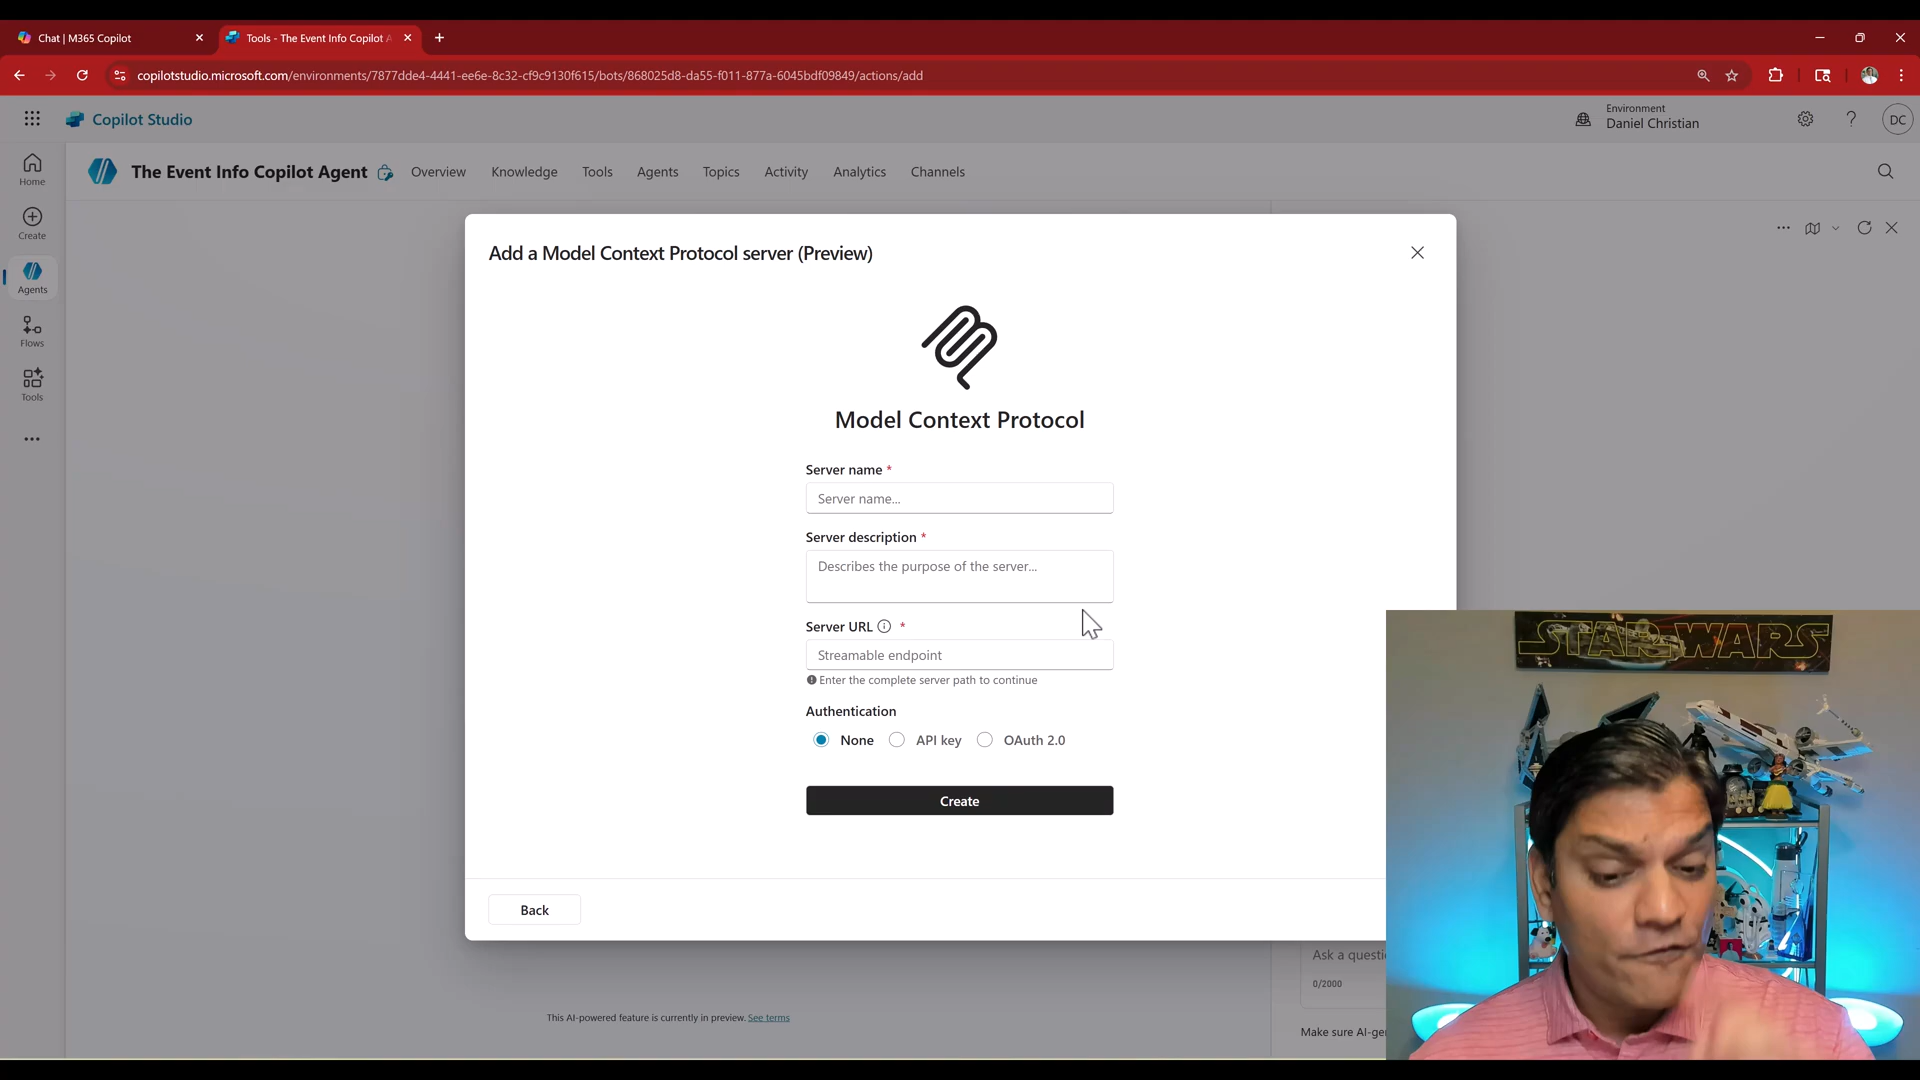 Chat | M365 Copilot
Tools - The Event Info Copilot A
copilotstudio.microsoft.com/environments/7877dde4-4441-ee6e-8c32-cf9c9130f615/bots/868025d8-da55-f011-877a-6045bdf09849/actions/add
Copilot Studio
Environment
Daniel Christian
DC
The Event Info Copilot Agent
Overview
Knowledge
Tools
Agents
Topics
Activity
Analytics
Channels
Home
Create
Agents
Flows
Tools
Add a Model Context Protocol server (Preview)
Model Context Protocol
Server name *
Server name...
Server description *
Describes the purpose of the server...
Server URL *
Streamable endpoint
Enter the complete server path to continue
Authentication
None
API key
OAuth 2.0
Create
Back
Ask a questi
0/2000
Make sure AI-ge
This AI-powered feature is currently in preview. See terms
STAR WARS